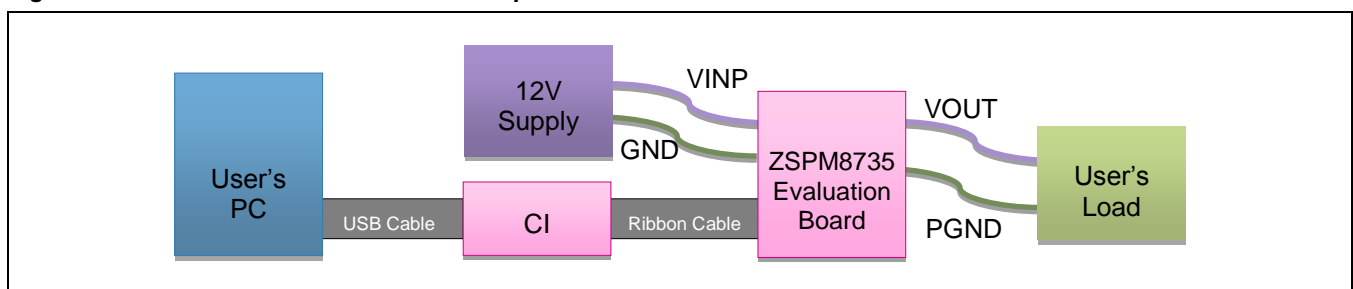 User's
PC
USB Cable
12V
Supply
CI
VINP
GND
Ribbon Cable
ZSPM8735
Evaluation
Board
VOUT
PGND
User's
Load